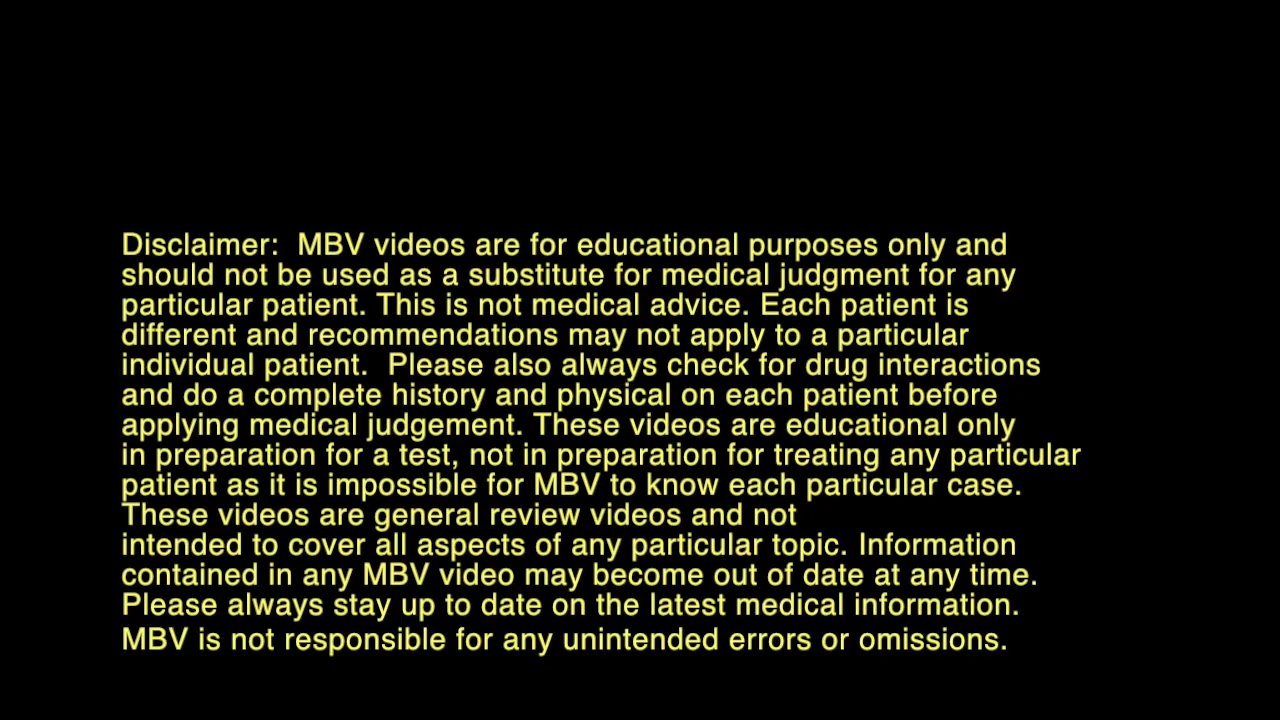 Disclaimer:  MBV videos are for educational purposes only and
should not be used as a substitute for medical judgment for any
particular patient. This is not medical advice. Each patient is
different and recommendations may not apply to a particular
individual patient.  Please also always check for drug interactions
and do a complete history and physical on each patient before
applying medical judgement. These videos are educational only
in preparation for a test, not in preparation for treating any particular
patient as it is impossible for MBV to know each particular case.
These videos are general review videos and not
intended to cover all aspects of any particular topic. Information
contained in any MBV video may become out of date at any time.
Please always stay up to date on the latest medical information.
MBV is not responsible for any unintended errors or omissions.